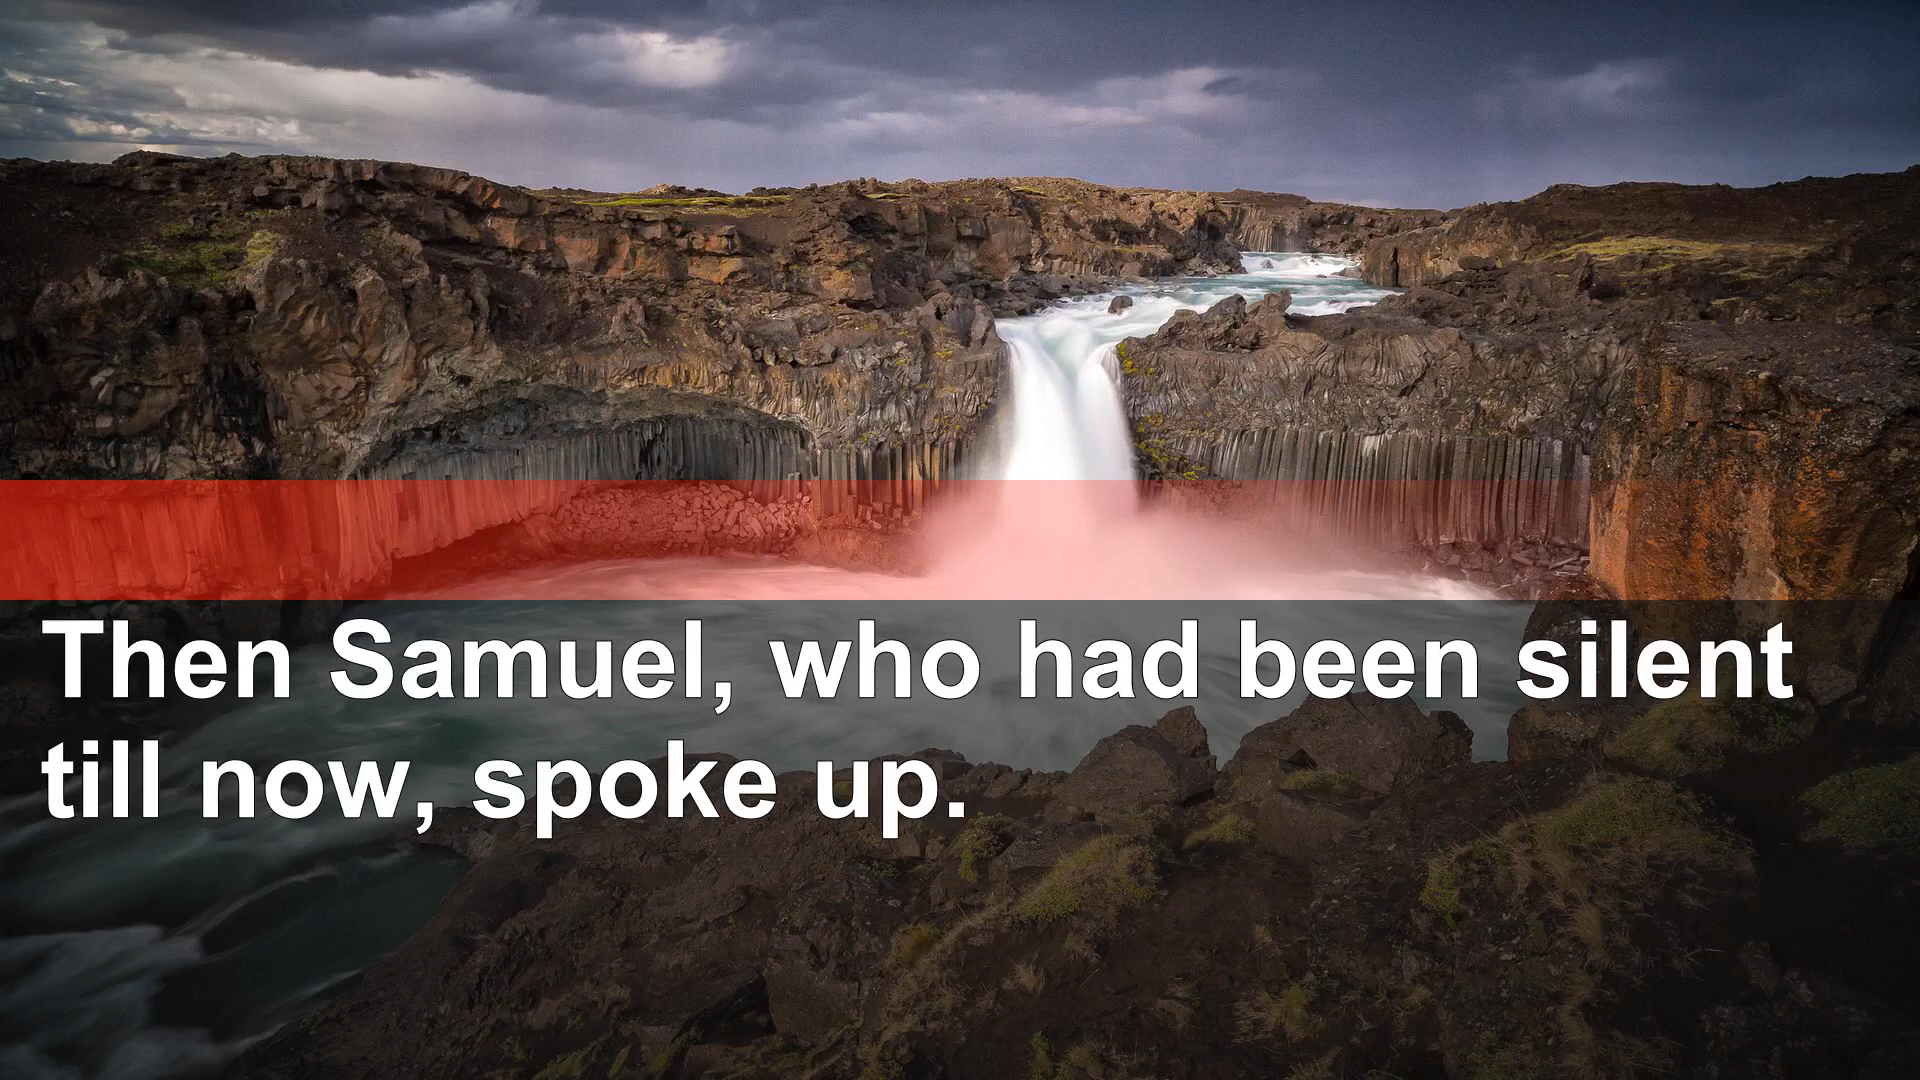 Then Samuel, who had been silent
till now, spoke up.